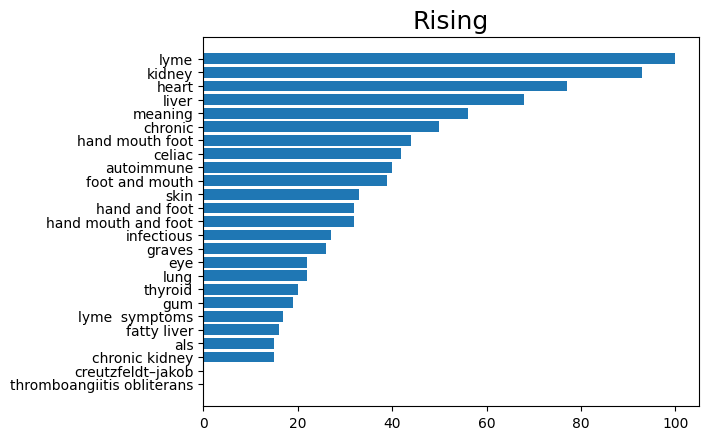 Rising
lyme
kidney
heart
liver
meaning
chronic
hand mouth foot
celiac
autoimmune
foot and mouth
skin
hand and foot
hand mouth and foot
infectious
graves
eye
lung
thyroid
gum
lyme  symptoms
fatty liver
als
chronic kidney
creutzfeldt–jakob
thromboangiitis obliterans
0 20 40 60 80 100